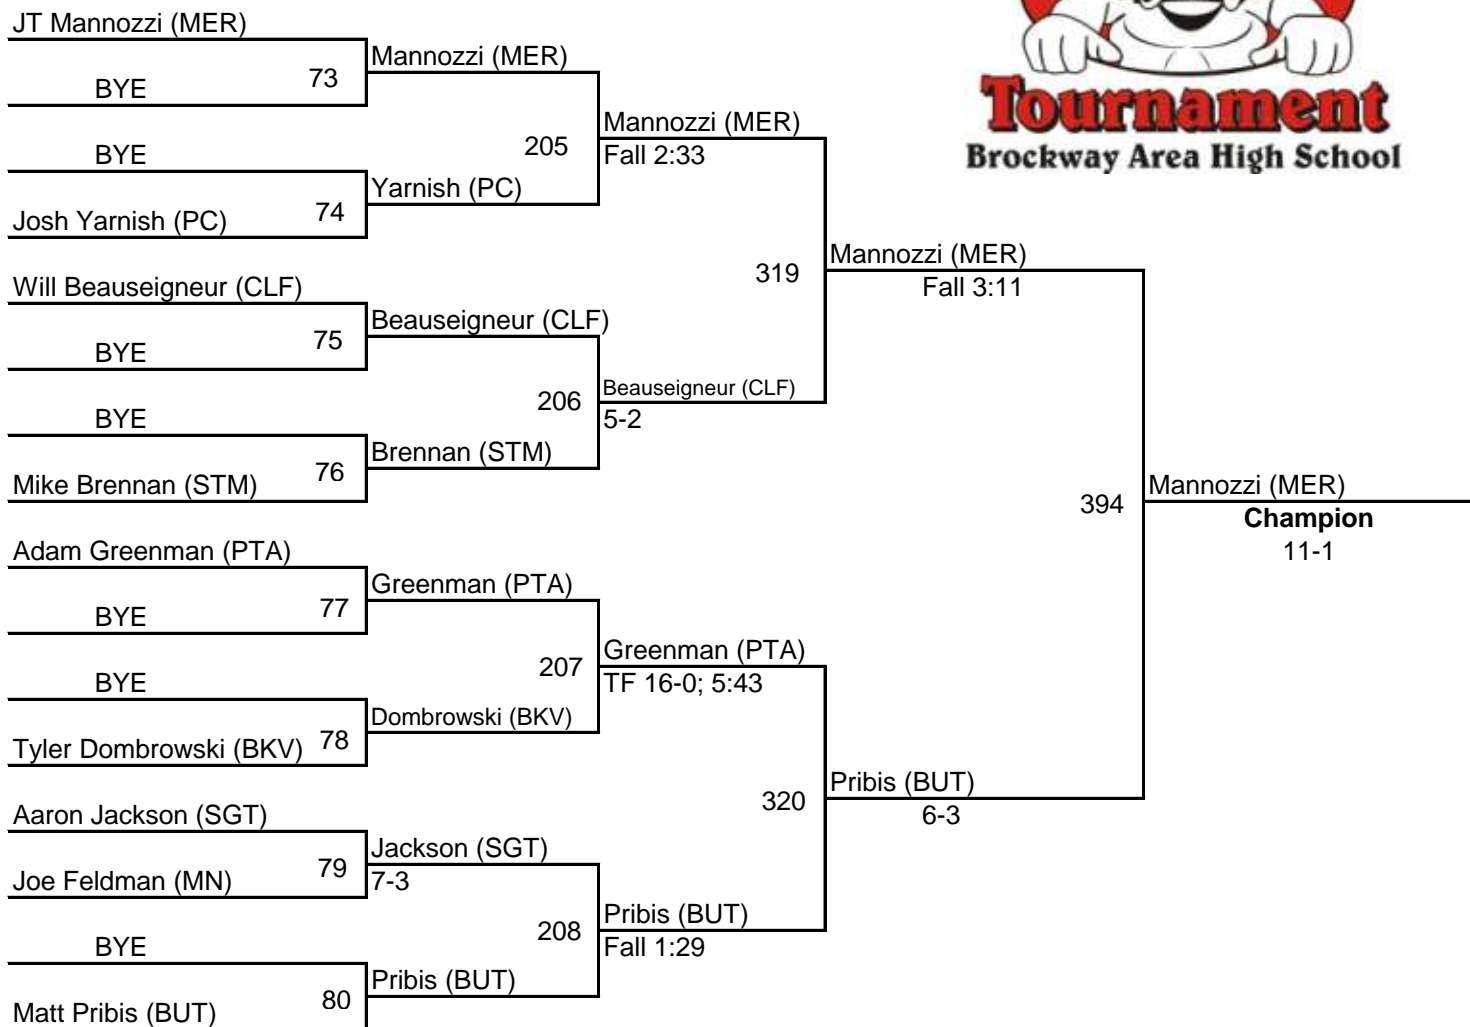 JT Mannozzi (MER)
BYE
73
Mannozzi (MER)
BYE
Josh Yarnish (PC)
74
Yarnish (PC)
205
Mannozzi (MER)
Fall 2:33
Will Beauseigneur (CLF)
BYE
75
Beauseigneur (CLF)
BYE
Mike Brennan (STM)
76
Brennan (STM)
206
Beauseigneur (CLF)
5-2
319
Mannozzi (MER)
Fall 3:11
Adam Greenman (PTA)
BYE
77
Greenman (PTA)
BYE
Tyler Dombrowski (BKV)
78
Dombrowski (BKV)
207
Greenman (PTA)
TF 16-0; 5:43
Aaron Jackson (SGT)
Joe Feldman (MN)
79
Jackson (SGT)
7-3
BYE
Matt Pribis (BUT)
80
Pribis (BUT)
208
Pribis (BUT)
Fall 1:29
320
Pribis (BUT)
6-3
394
Mannozzi (MER)
Champion
11-1
Tournament
Brockway Area High School